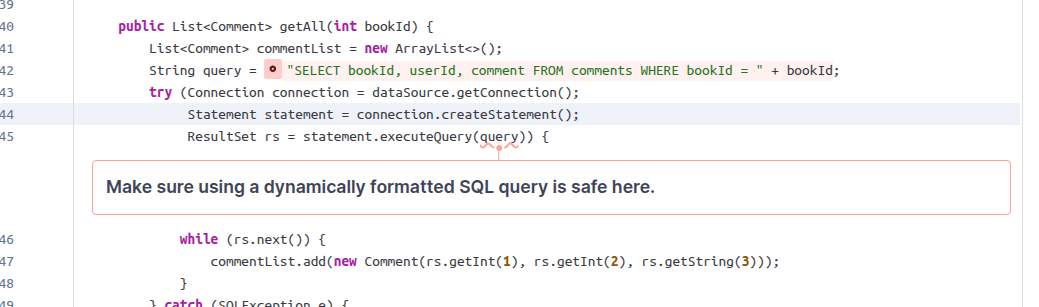 39
40 public List<Comment> getAll(int bookId) {
41 List<Comment> commentList = new ArrayList<>();
42 String query = "SELECT bookId, userId, comment FROM comments WHERE bookId = " + bookId;
43 try (Connection connection = dataSource.getConnection();
44 Statement statement = connection.createStatement();
45 ResultSet rs = statement.executeQuery(query)) {
Make sure using a dynamically formatted SQL query is safe here.
46 while (rs.next()) {
47 commentList.add(new Comment(rs.getInt(1), rs.getInt(2), rs.getString(3)));
48 }
49 } catch (SQLException e) {